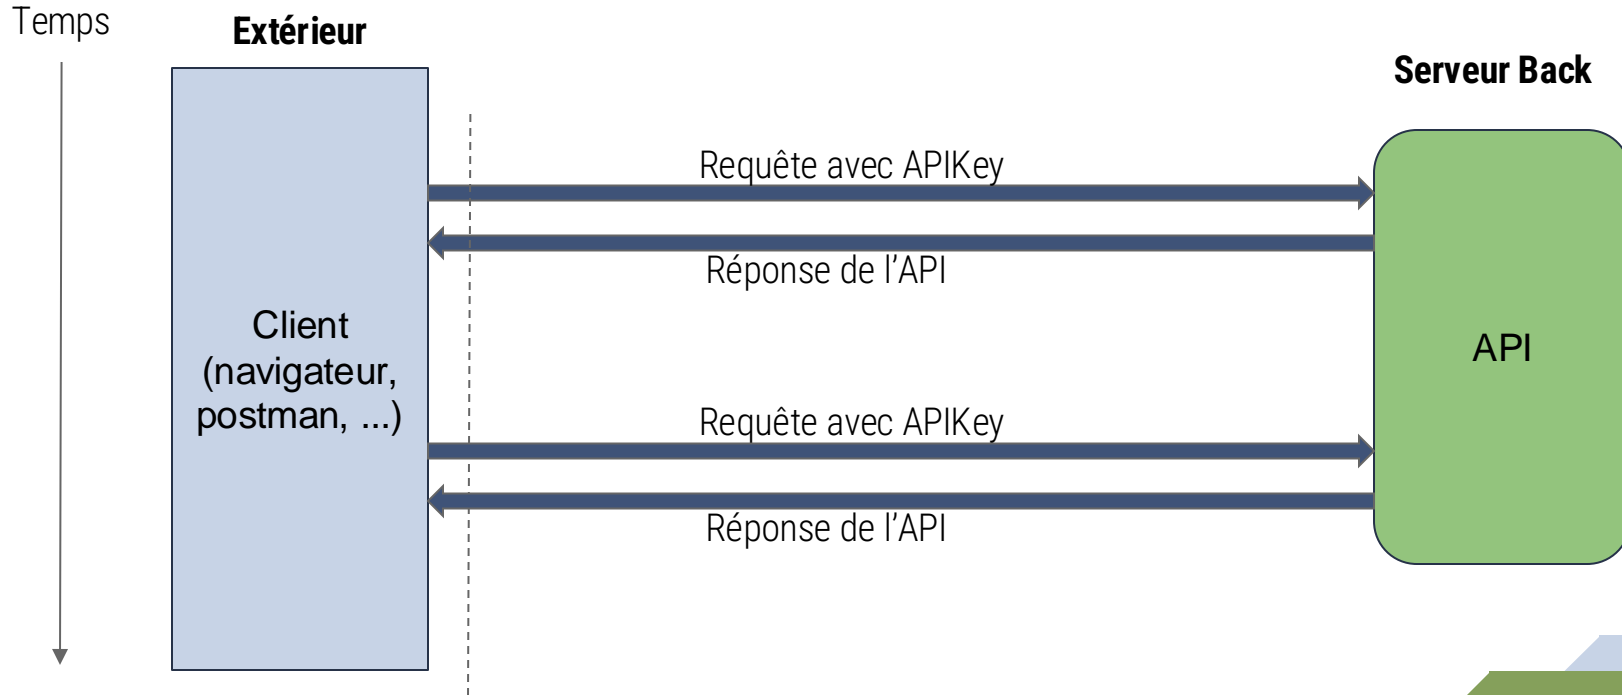 Temps
Extérieur
Serveur Back
Requête avec APIKey
Réponse de l’API
Client
(navigateur,
postman, ...)
API
Requête avec APIKey
Réponse de l’API